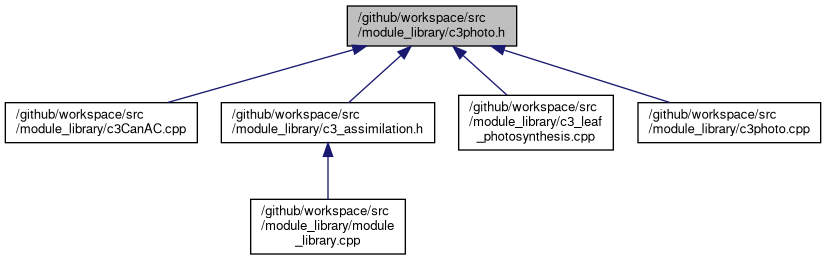 /github/workspace/src
/module_library/c3photo.h
/github/workspace/src
/module_library/c3CanAC.cpp
/github/workspace/src
/module_library/c3_assimilation.h
/github/workspace/src
/module_library/c3_leaf
_photosynthesis.cpp
/github/workspace/src
/module_library/c3photo.cpp
/github/workspace/src
/module_library/module
_library.cpp